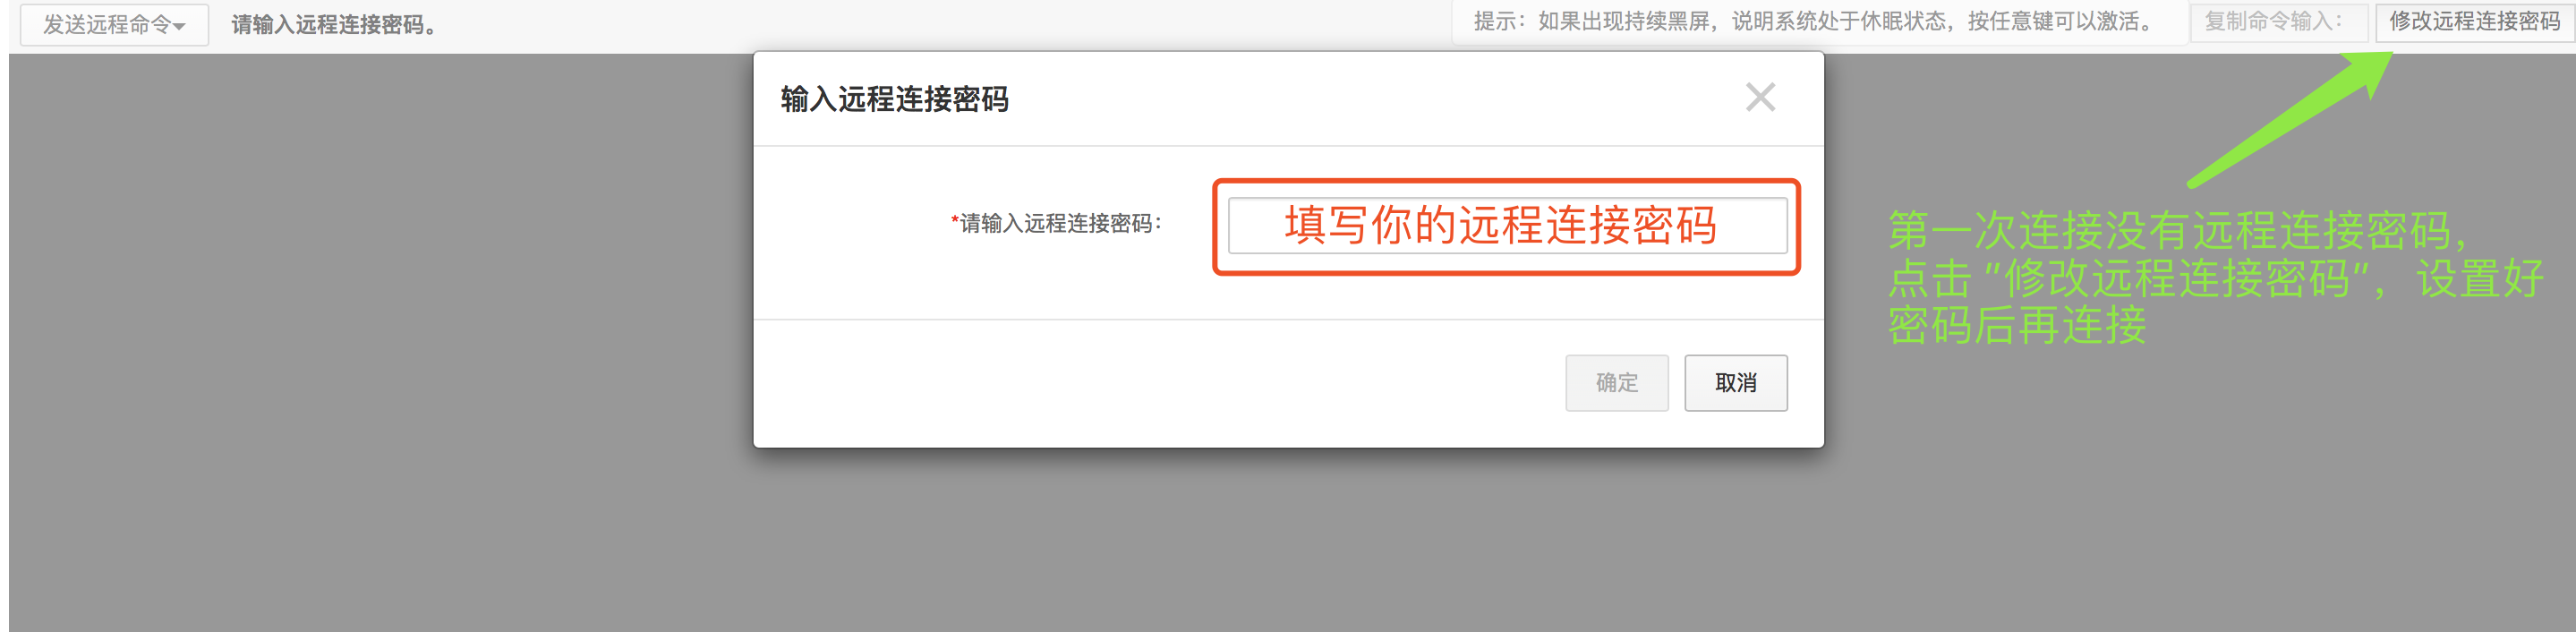 发送远程命令
请输入远程连接密码。
提示：如果出现持续黑屏，说明系统处于休眠状态，按任意键可以激活。
复制命令输入：
修改远程连接密码
输入远程连接密码
*请输入远程连接密码：
填写你的远程连接密码
第一次连接没有远程连接密码，
点击 "修改远程连接密码"，设置好
密码后再连接
确定
取消